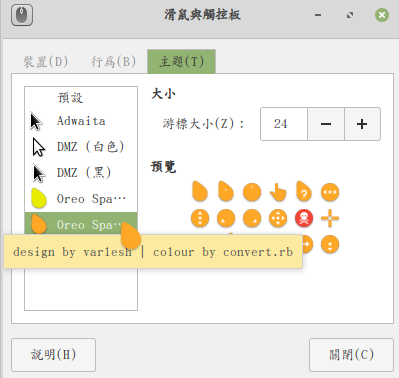 滑鼠與觸控板
裝置(D)
行為(B)
主題(T)
預設
Adwaita
DMZ (白色)
DMZ (黑)
Oreo Spa…
Oreo Spa…
大小
游標大小(Z):
24
預覽
design by varlesh | colour by convert.rb
說明(H)
關閉(C)